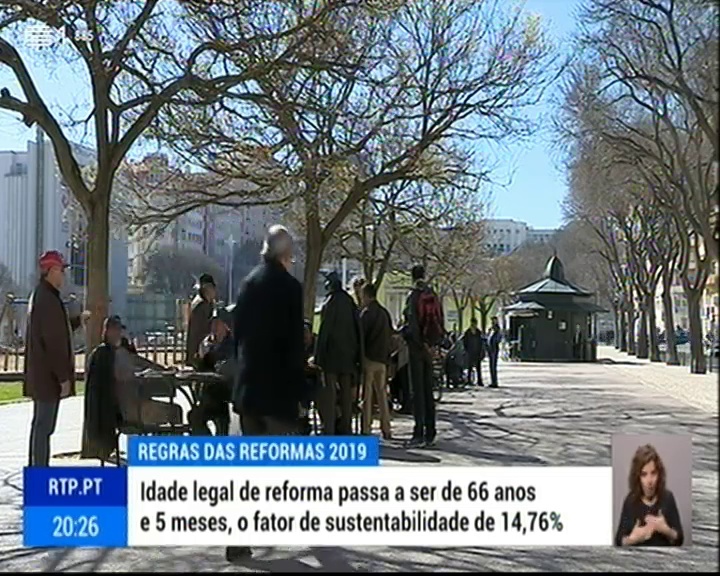 REGRAS DAS REFORMAS 2019
RTP.PT
20:26
Idade legal de reforma passa a ser de 66 anos
e 5 meses, o fator de sustentabilidade de 14,76%